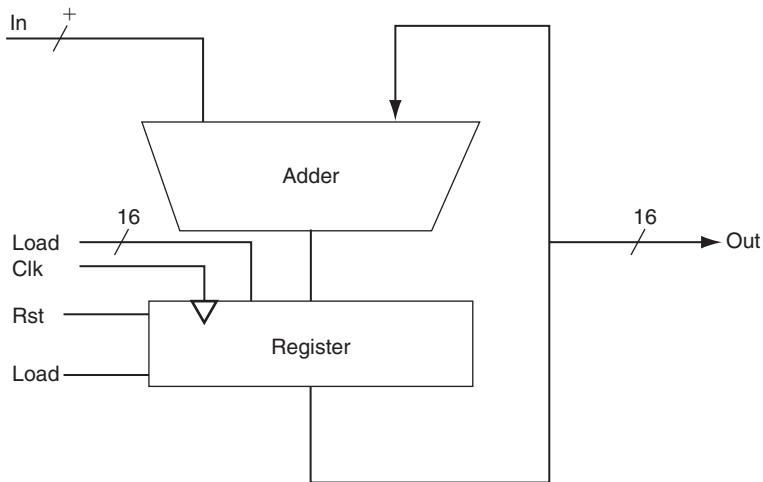 In
+
Adder
16
Load
Clk
16
Out
Rst
Register
Load